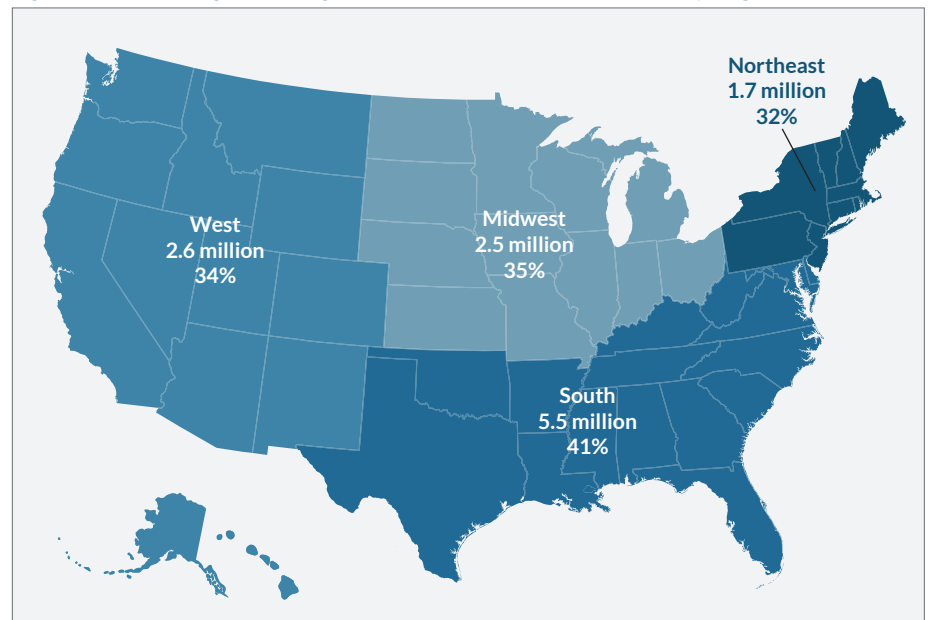 Northeast
1.7 million
32%
West
2.6 million
34%
Midwest
2.5 million
35%
South
5.5 million
41%